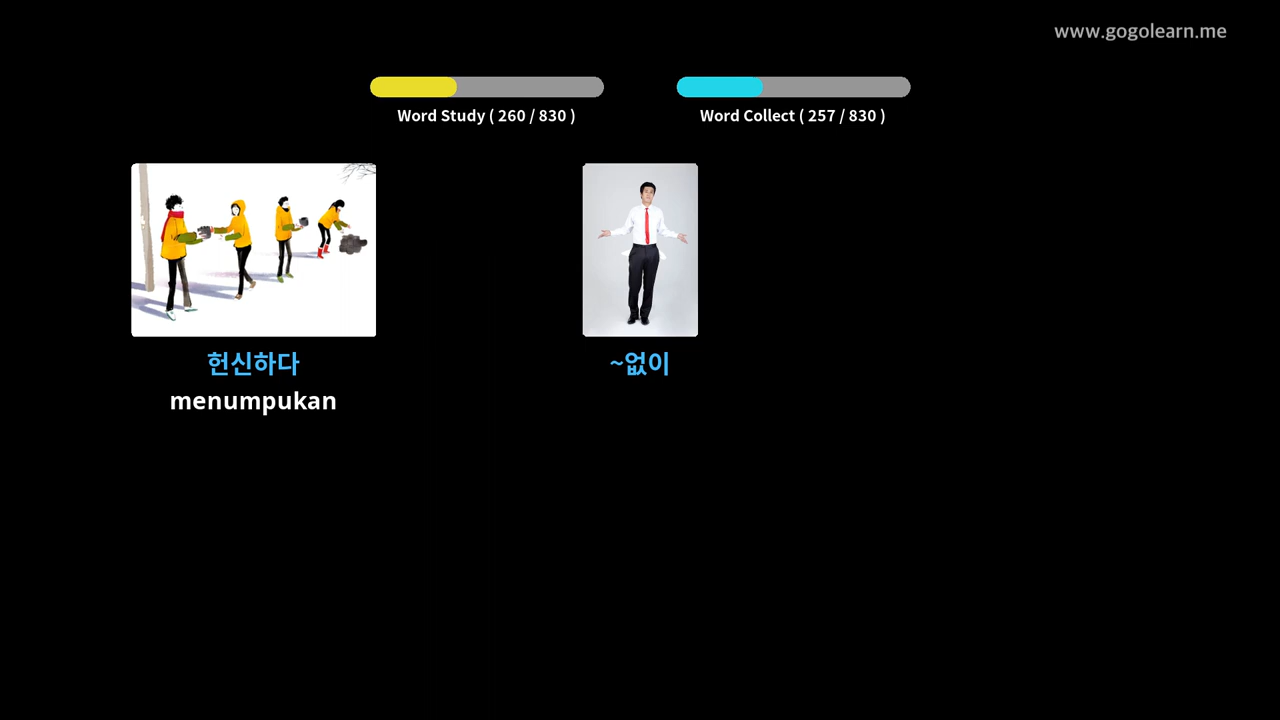 www.gogolearn.me
Word Study ( 260 / 830 )
Word Collect ( 257 / 830 )
헌신하다
menumpukan
~없이